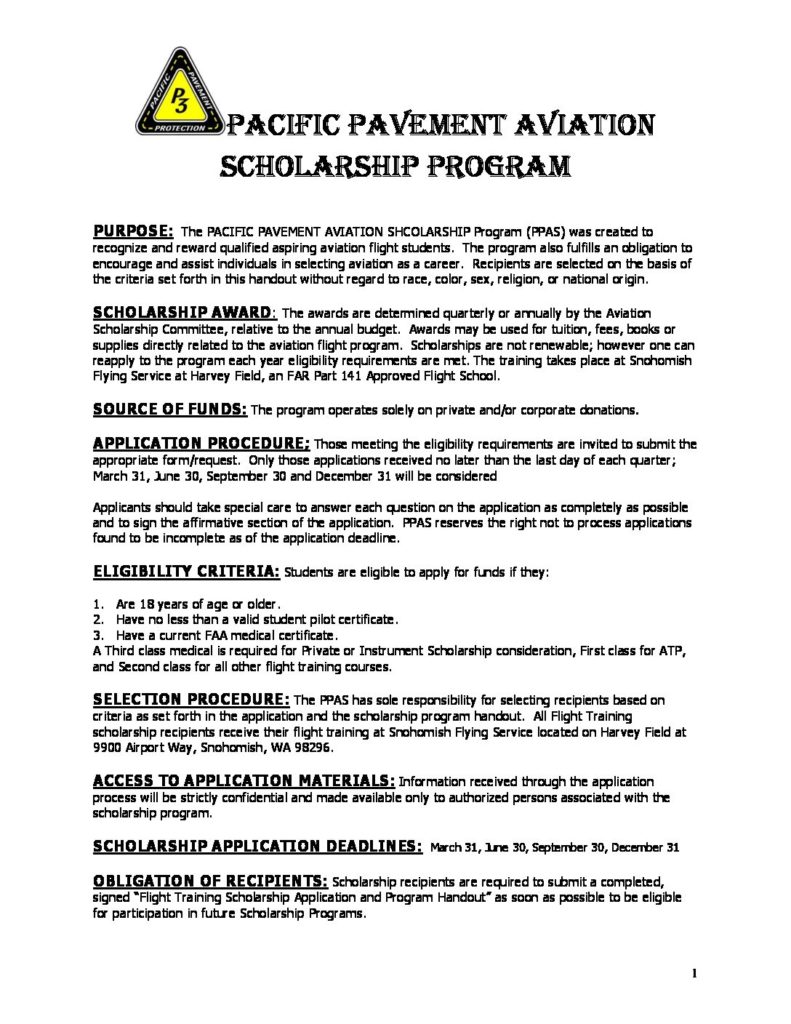 PACIFIC PAVEMENT
P3
PROTECTION
PACIFIC PAVEMENT AVIATION
SCHOLARSHIP PROGRAM
PURPOSE: The PACIFIC PAVEMENT AVIATION SHCOLARSHIP Program (PPAS) was created to
recognize and reward qualified aspiring aviation flight students. The program also fulfills an obligation to
encourage and assist individuals in selecting aviation as a career. Recipients are selected on the basis of
the criteria set forth in this handout without regard to race, color, sex, religion, or national origin.
SCHOLARSHIP AWARD: The awards are determined quarterly or annually by the Aviation
Scholarship Committee, relative to the annual budget. Awards may be used for tuition, fees, books or
supplies directly related to the aviation flight program. Scholarships are not renewable; however one can
reapply to the program each year eligibility requirements are met. The training takes place at Snohomish
Flying Service at Harvey Field, an FAR Part 141 Approved Flight School.
SOURCE OF FUNDS: The program operates solely on private and/or corporate donations.
APPLICATION PROCEDURE; Those meeting the eligibility requirements are invited to submit the
appropriate form/request. Only those applications received no later than the last day of each quarter;
March 31, June 30, September 30 and December 31 will be considered
Applicants should take special care to answer each question on the application as completely as possible
and to sign the affirmative section of the application. PPAS reserves the right not to process applications
found to be incomplete as of the application deadline.
ELIGIBILITY CRITERIA: Students are eligible to apply for funds if they:
1. Are 18 years of age or older.
2. Have no less than a valid student pilot certificate.
3. Have a current FAA medical certificate.
A Third class medical is required for Private or Instrument Scholarship consideration, First class for ATP,
and Second class for all other flight training courses.
SELECTION PROCEDURE: The PPAS has sole responsibility for selecting recipients based on
criteria as set forth in the application and the scholarship program handout. All Flight Training
scholarship recipients receive their flight training at Snohomish Flying Service located on Harvey Field at
9900 Airport Way, Snohomish, WA 98296.
ACCESS TO APPLICATION MATERIALS: Information received through the application
process will be strictly confidential and made available only to authorized persons associated with the
scholarship program.
SCHOLARSHIP APPLICATION DEADLINES: March 31, June 30, September 30, December 31
OBLIGATION OF RECIPIENTS: Scholarship recipients are required to submit a completed,
signed "Flight Training Scholarship Application and Program Handout" as soon as possible to be eligible
for participation in future Scholarship Programs.
1